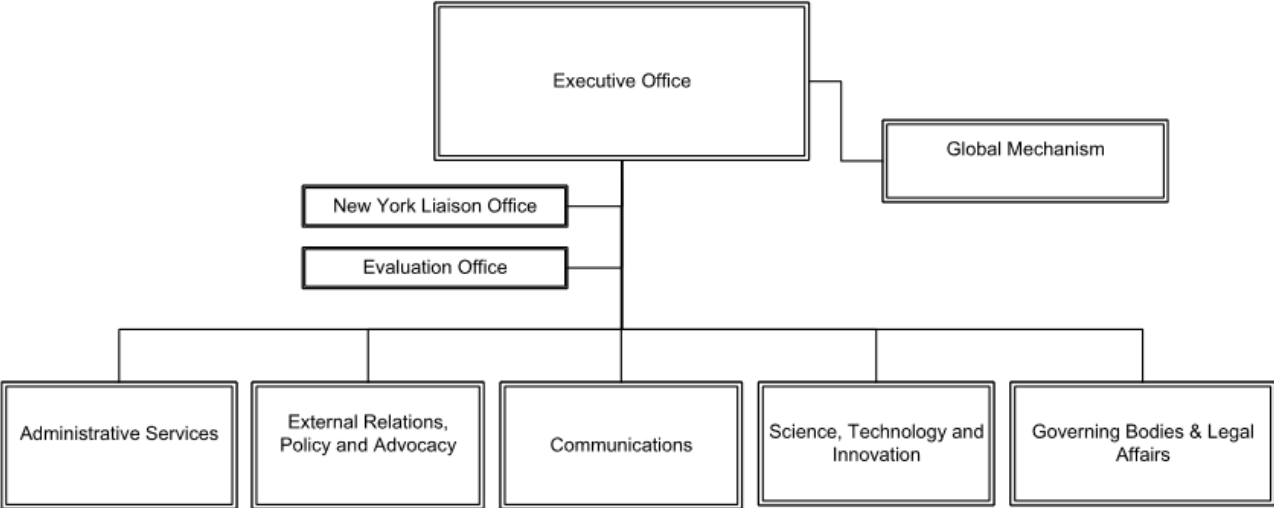 Executive Office
Global Mechanism
New York Liaison Office
Evaluation Office
Administrative Services
External Relations,
Policy and Advocacy
Communications
Science, Technology and
Innovation
Governing Bodies & Legal
Affairs